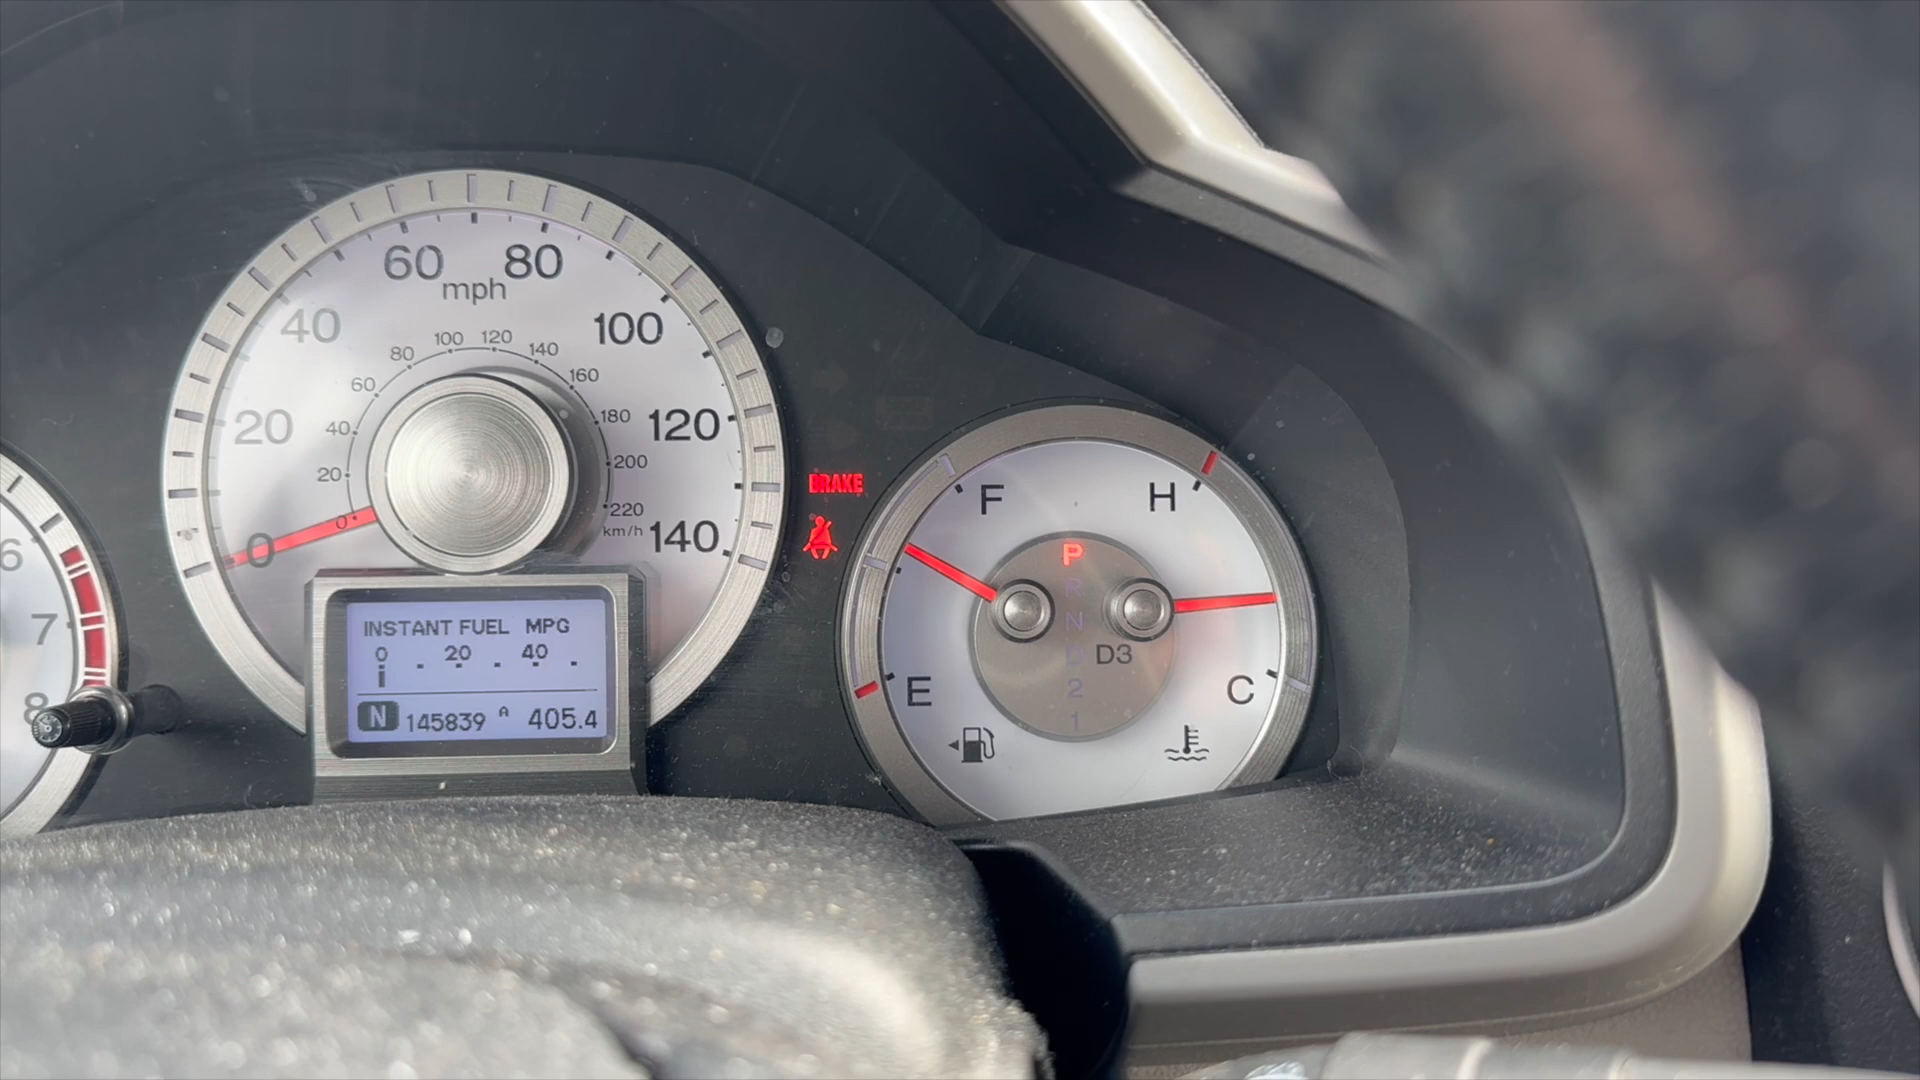 60 80
mph
40 100
20 120
0 140
100 120
80 140
60 160
40 180
20 200
0 220
km/h
6
7
8
BRAKE
INSTANT FUEL MPG
0 . 20 . 40 .
N 145839 A 405.4
F H
E C
P
R
N
D D3
2
1